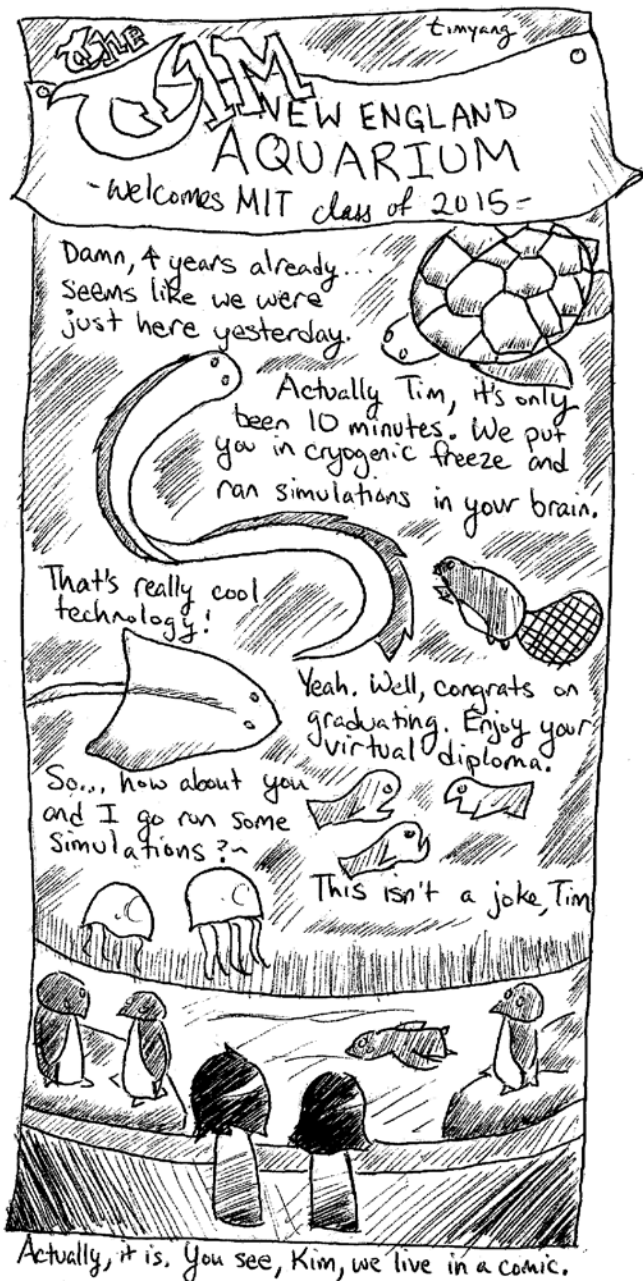 timyang
the
TIM
NEW ENGLAND
AQUARIUM
-welcomes MIT class of 2015-
Damn, 4 years already...
seems like we were
just here yesterday.
Actually Tim, it's only
been 10 minutes. We put
you in cryogenic freeze and
ran simulations in your brain.
That's really cool
technology!
Yeah. Well, congrats on
graduating. Enjoy your
virtual diploma.
So... how about you
and I go run some
simulations?~
This isn't a joke, Tim
Actually, it is. You see, Kim, we live in a comic.